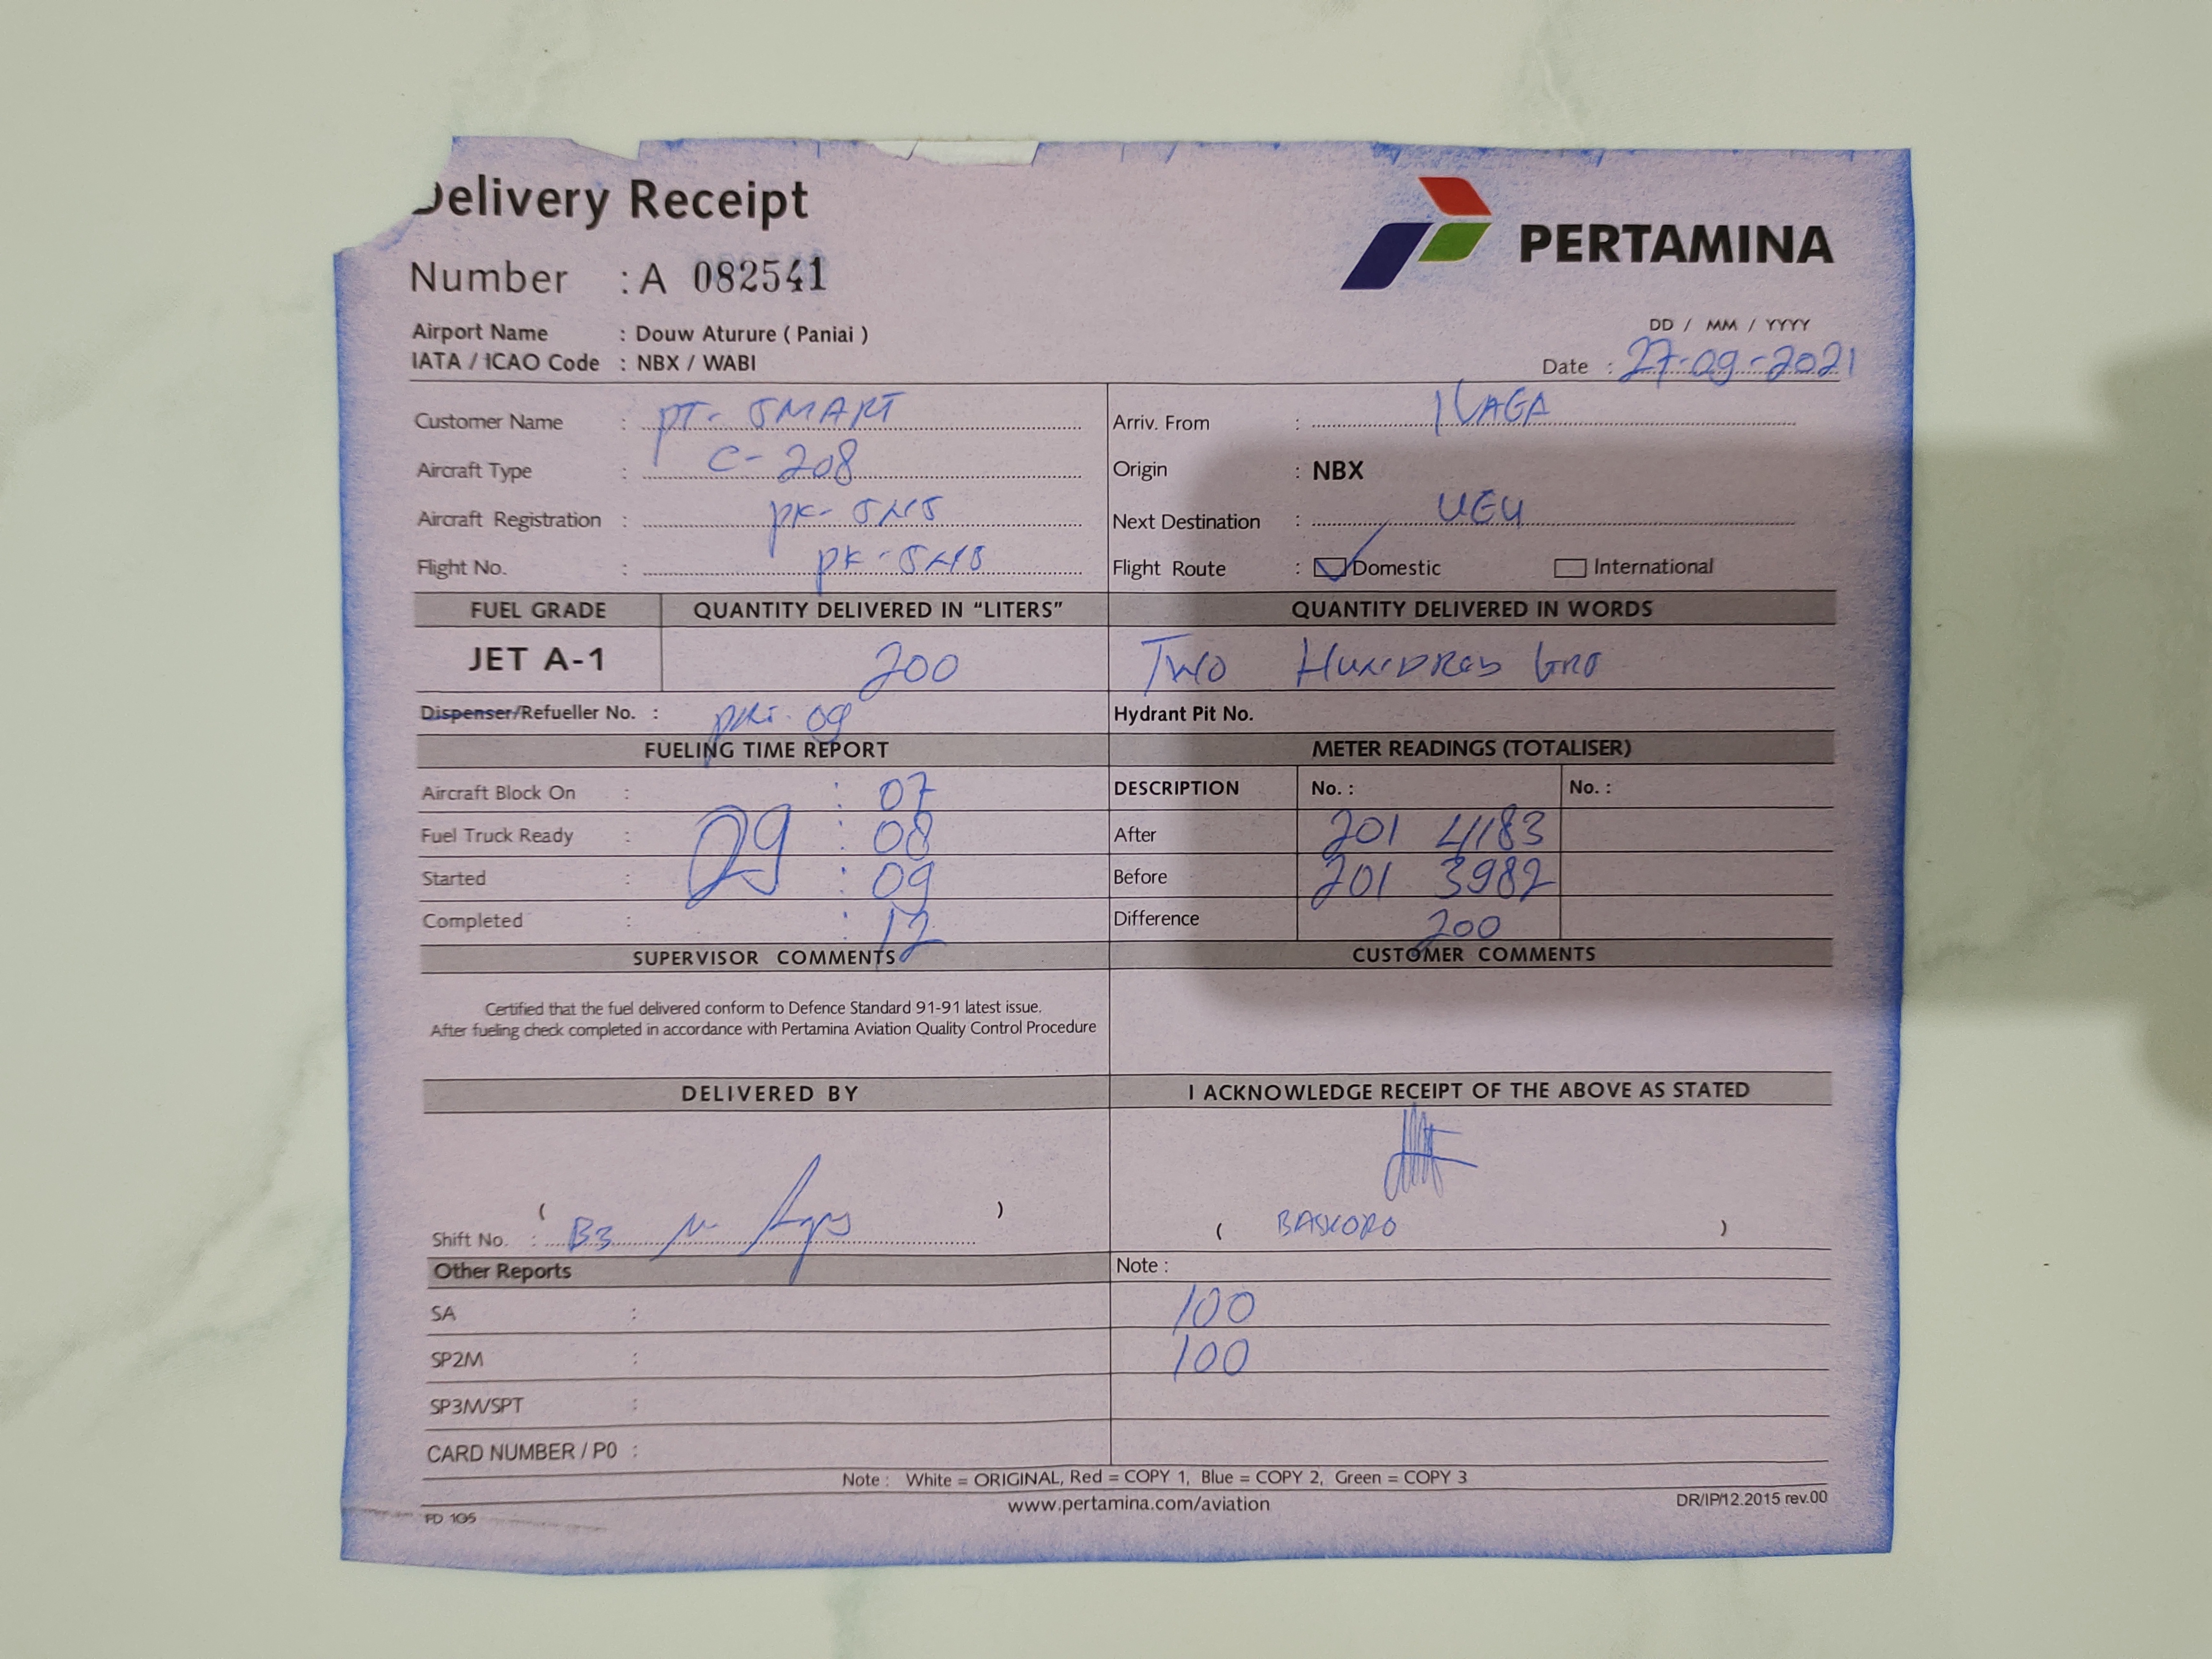 Delivery Receipt
PERTAMINA
Number : A 082541
Airport Name : Douw Aturure ( Paniai )
IATA / ICAO Code : NBX / WABI
DD / MM / YYYY
Date : 27-09-2021
Customer Name : PT- SMART
Arriv. From : ILAGA
Aircraft Type : C-208
Origin : NBX
Aircraft Registration : PK-
Next Destination :
Flight No. : PK-
Flight Route : Domestic International
FUEL GRADE QUANTITY DELIVERED IN “LITERS” QUANTITY DELIVERED IN WORDS
JET A-1 200 TWO HUNDRED
Dispenser/Refueller No. : 09
Hydrant Pit No.
FUELING TIME REPORT METER READINGS (TOTALISER)
Aircraft Block On : : 07
DESCRIPTION No. : No. :
Fuel Truck Ready : : 08
After 201 4183
Started : : 09
Before 201 3982
Completed : : 12
Difference 200
SUPERVISOR COMMENTS CUSTOMER COMMENTS
Certified that the fuel delivered conform to Defence Standard 91-91 latest issue.
After fueling check completed in accordance with Pertamina Aviation Quality Control Procedure
DELIVERED BY I ACKNOWLEDGE RECEIPT OF THE ABOVE AS STATED
( )
Shift No. : B3
( BASKORO )
Other Reports
Note :
SA : 100
SP2M : 100
SP3M/SPT :
CARD NUMBER / P0 :
Note : White = ORIGINAL, Red = COPY 1, Blue = COPY 2, Green = COPY 3
www.pertamina.com/aviation
DR/IP/12.2015 rev.00
FD 105